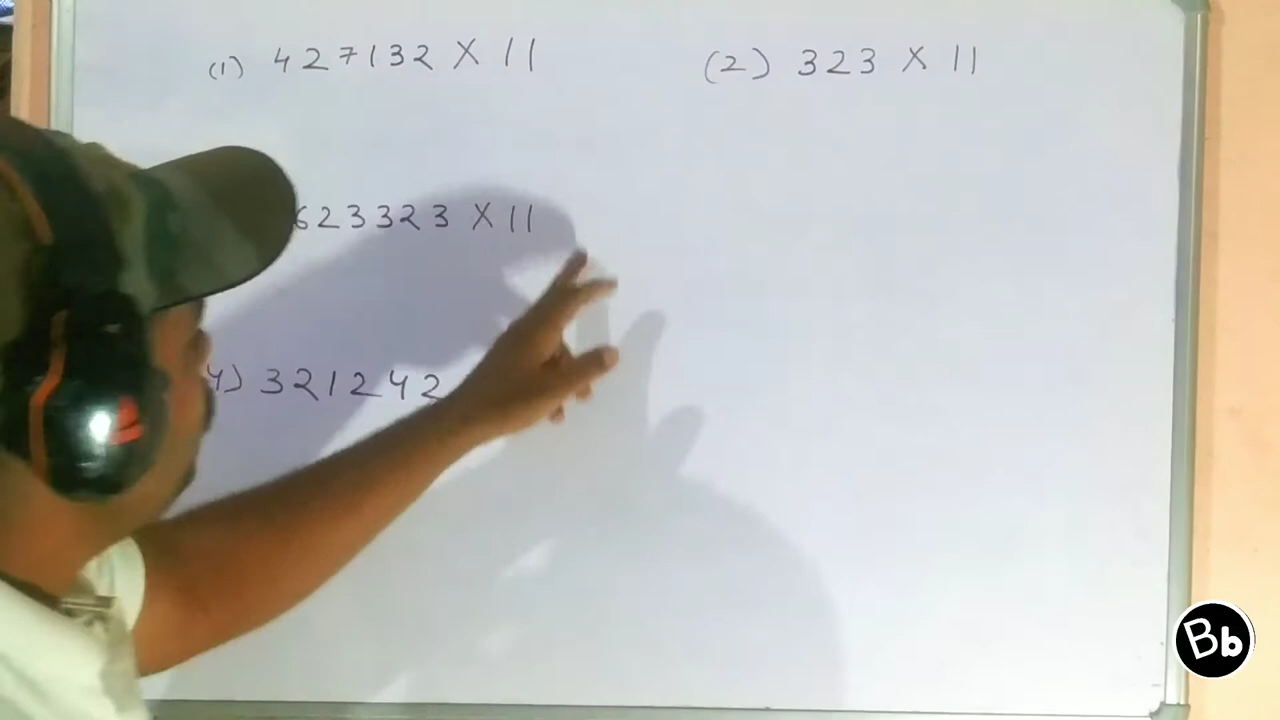 (1) 427132 X 11
(2) 323 X 11
623323 X 11
4) 321242
Bb